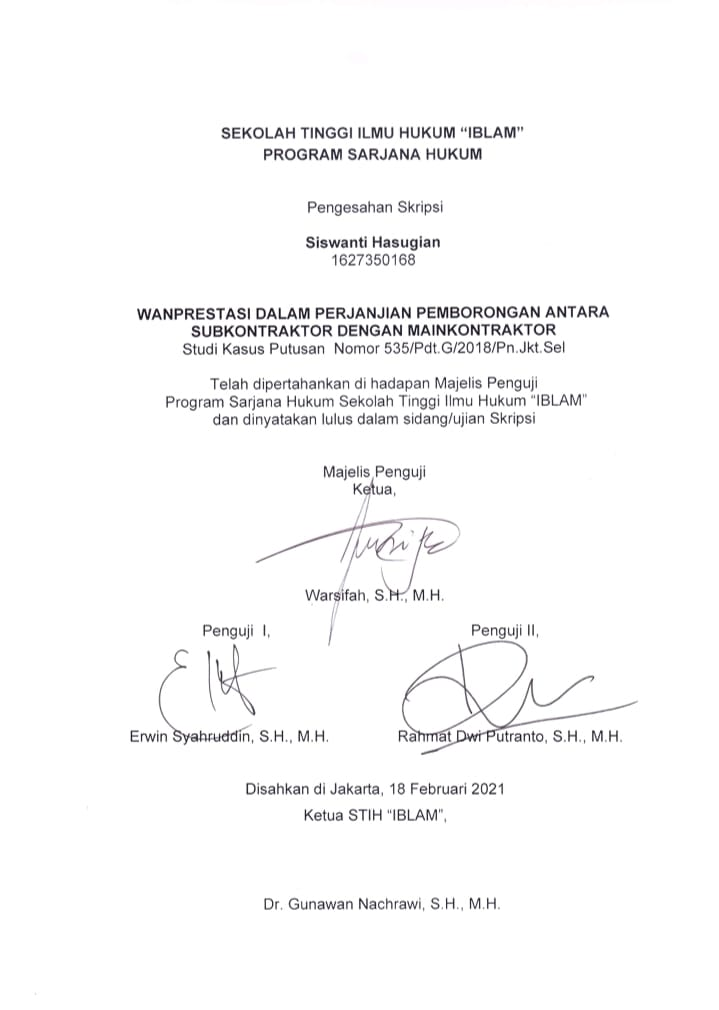 SEKOLAH TINGGI ILMU HUKUM “IBLAM”
PROGRAM SARJANA HUKUM
Pengesahan Skripsi
Siswanti Hasugian
1627350168
WANPRESTASI DALAM PERJANJIAN PEMBORONGAN ANTARA
SUBKONTRAKTOR DENGAN MAINKONTRAKTOR
Studi Kasus Putusan Nomor 535/Pdt.G/2018/Pn.Jkt.Sel
Telah dipertahankan di hadapan Majelis Penguji
Program Sarjana Hukum Sekolah Tinggi Ilmu Hukum “IBLAM”
dan dinyatakan lulus dalam sidang/ujian Skripsi
Majelis Penguji
Ketua,
Warsifah, S.H., M.H.
Penguji I, Penguji II,
Erwin Syahruddin, S.H., M.H. Rahmat Dwi Putranto, S.H., M.H.
Disahkan di Jakarta, 18 Februari 2021
Ketua STIH “IBLAM”,
Dr. Gunawan Nachrawi, S.H., M.H.